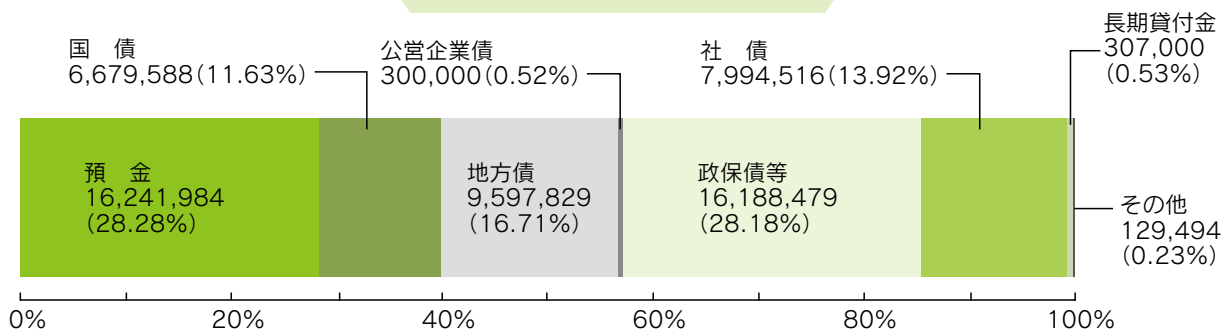 国　債
6,679,588（11.63%）
公営企業債
300,000（0.52%）
社　債
7,994,516（13.92%）
長期貸付金
307,000
（0.53%）
預　金
16,241,984
（28.28%）
地方債
9,597,829
（16.71%）
政保債等
16,188,479
（28.18%）
その他
129,494
（0.23%）
0% 20% 40% 60% 80% 100%